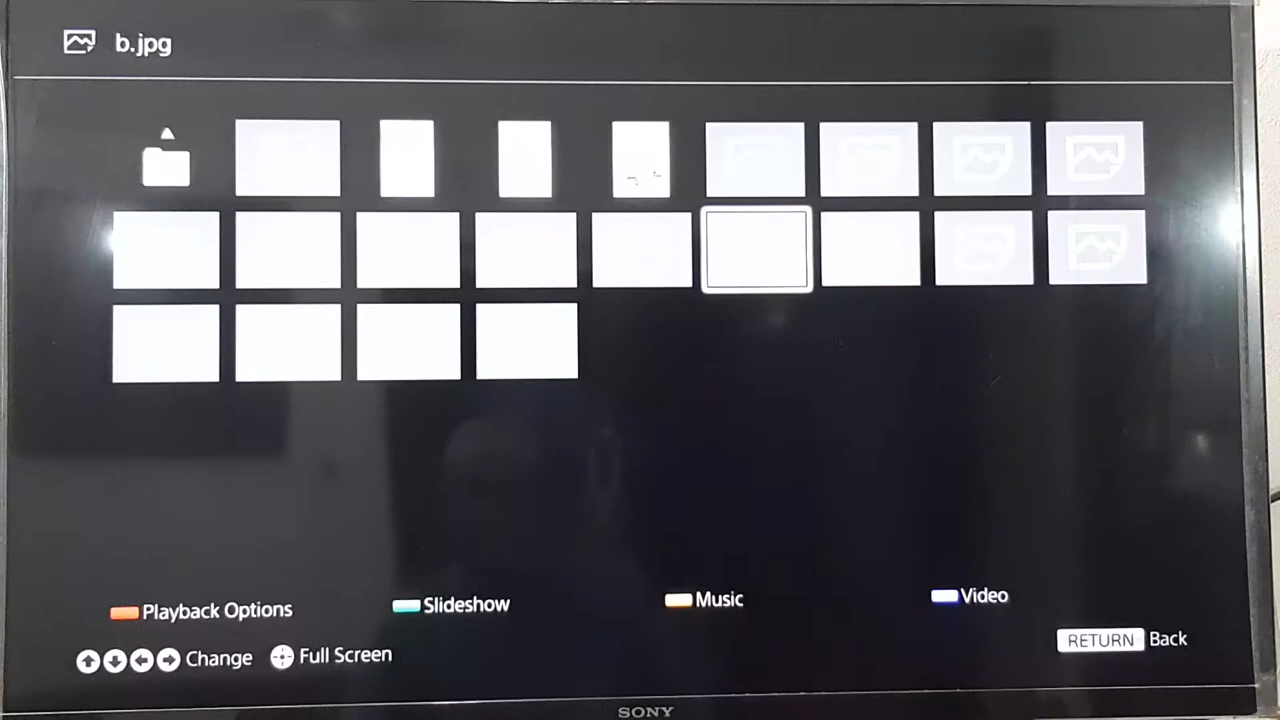 b.jpg
Playback Options
Slideshow
Music
Video
Change
Full Screen
RETURN Back
SONY